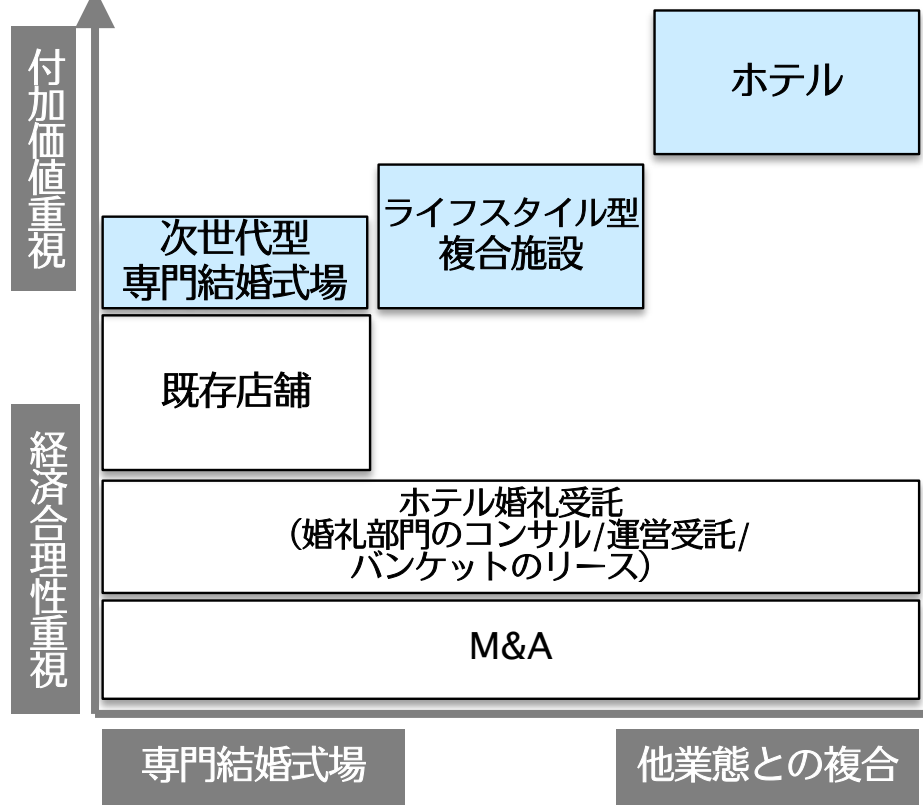 付加価値重視
ホテル
ライフスタイル型
複合施設
次世代型
専門結婚式場
既存店舗
経済合理性重視
ホテル婚礼受託
（婚礼部門のコンサル/運営受託/
バンケットのリース）
M&A
専門結婚式場
他業態との複合